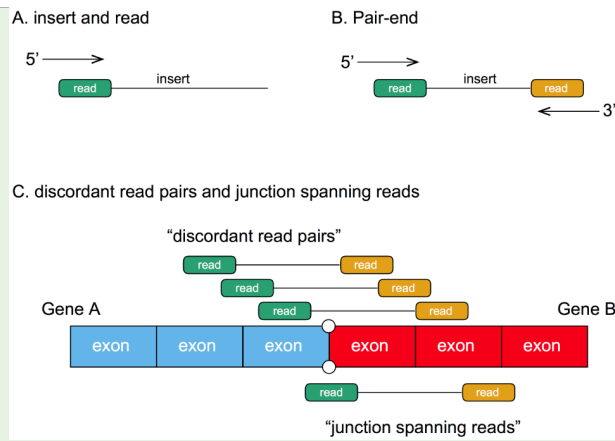 A. insert and read
B. Pair-end
5’
read
insert
5’
read
insert
read
3’
C. discordant read pairs and junction spanning reads
“discordant read pairs”
read read
read read
read read
Gene A
Gene B
exon exon exon exon exon exon
read read
“junction spanning reads”